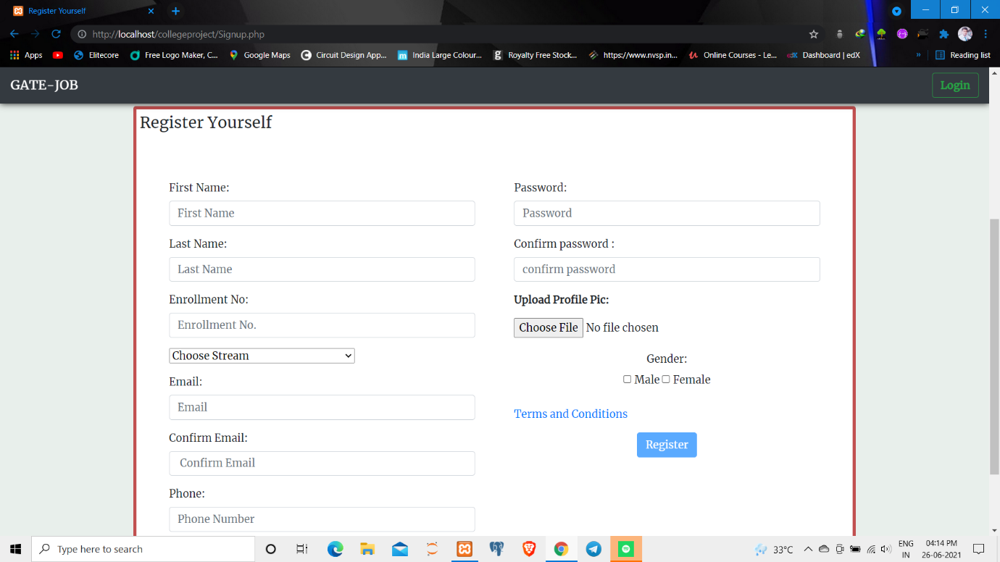 Register Yourself
http://localhost/collegeproject/Signup.php
Apps Elitecore Free Logo Maker, C... Google Maps Circuit Design App... India Large Colour... Royalty Free Stock... https://www.nvsp.in... Online Courses - Le... Dashboard | edX » Reading list
GATE-JOB Login
Register Yourself
First Name:
First Name
Last Name:
Last Name
Enrollment No:
Enrollment No.
Choose Stream
Email:
Email
Confirm Email:
Confirm Email
Phone:
Phone Number
Password:
Password
Confirm password :
confirm password
Upload Profile Pic:
Choose File No file chosen
Gender:
Male Female
Terms and Conditions
Register
Type here to search
33°C
ENG
IN
04:14 PM
26-06-2021